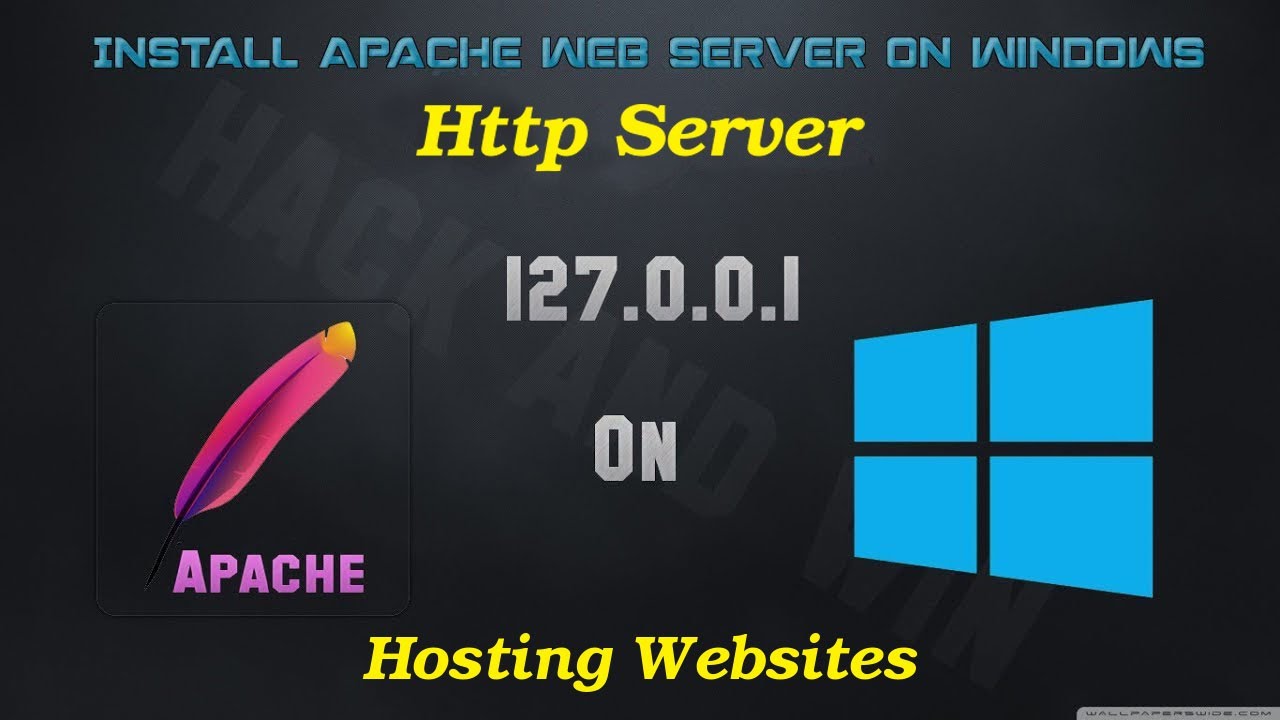 INSTALL APACHE WEB SERVER ON WINDOWS
Http Server
HACK AND WIN
127.0.0.1
On
APACHE
Hosting Websites
WALLPAPERSWIDE.COM